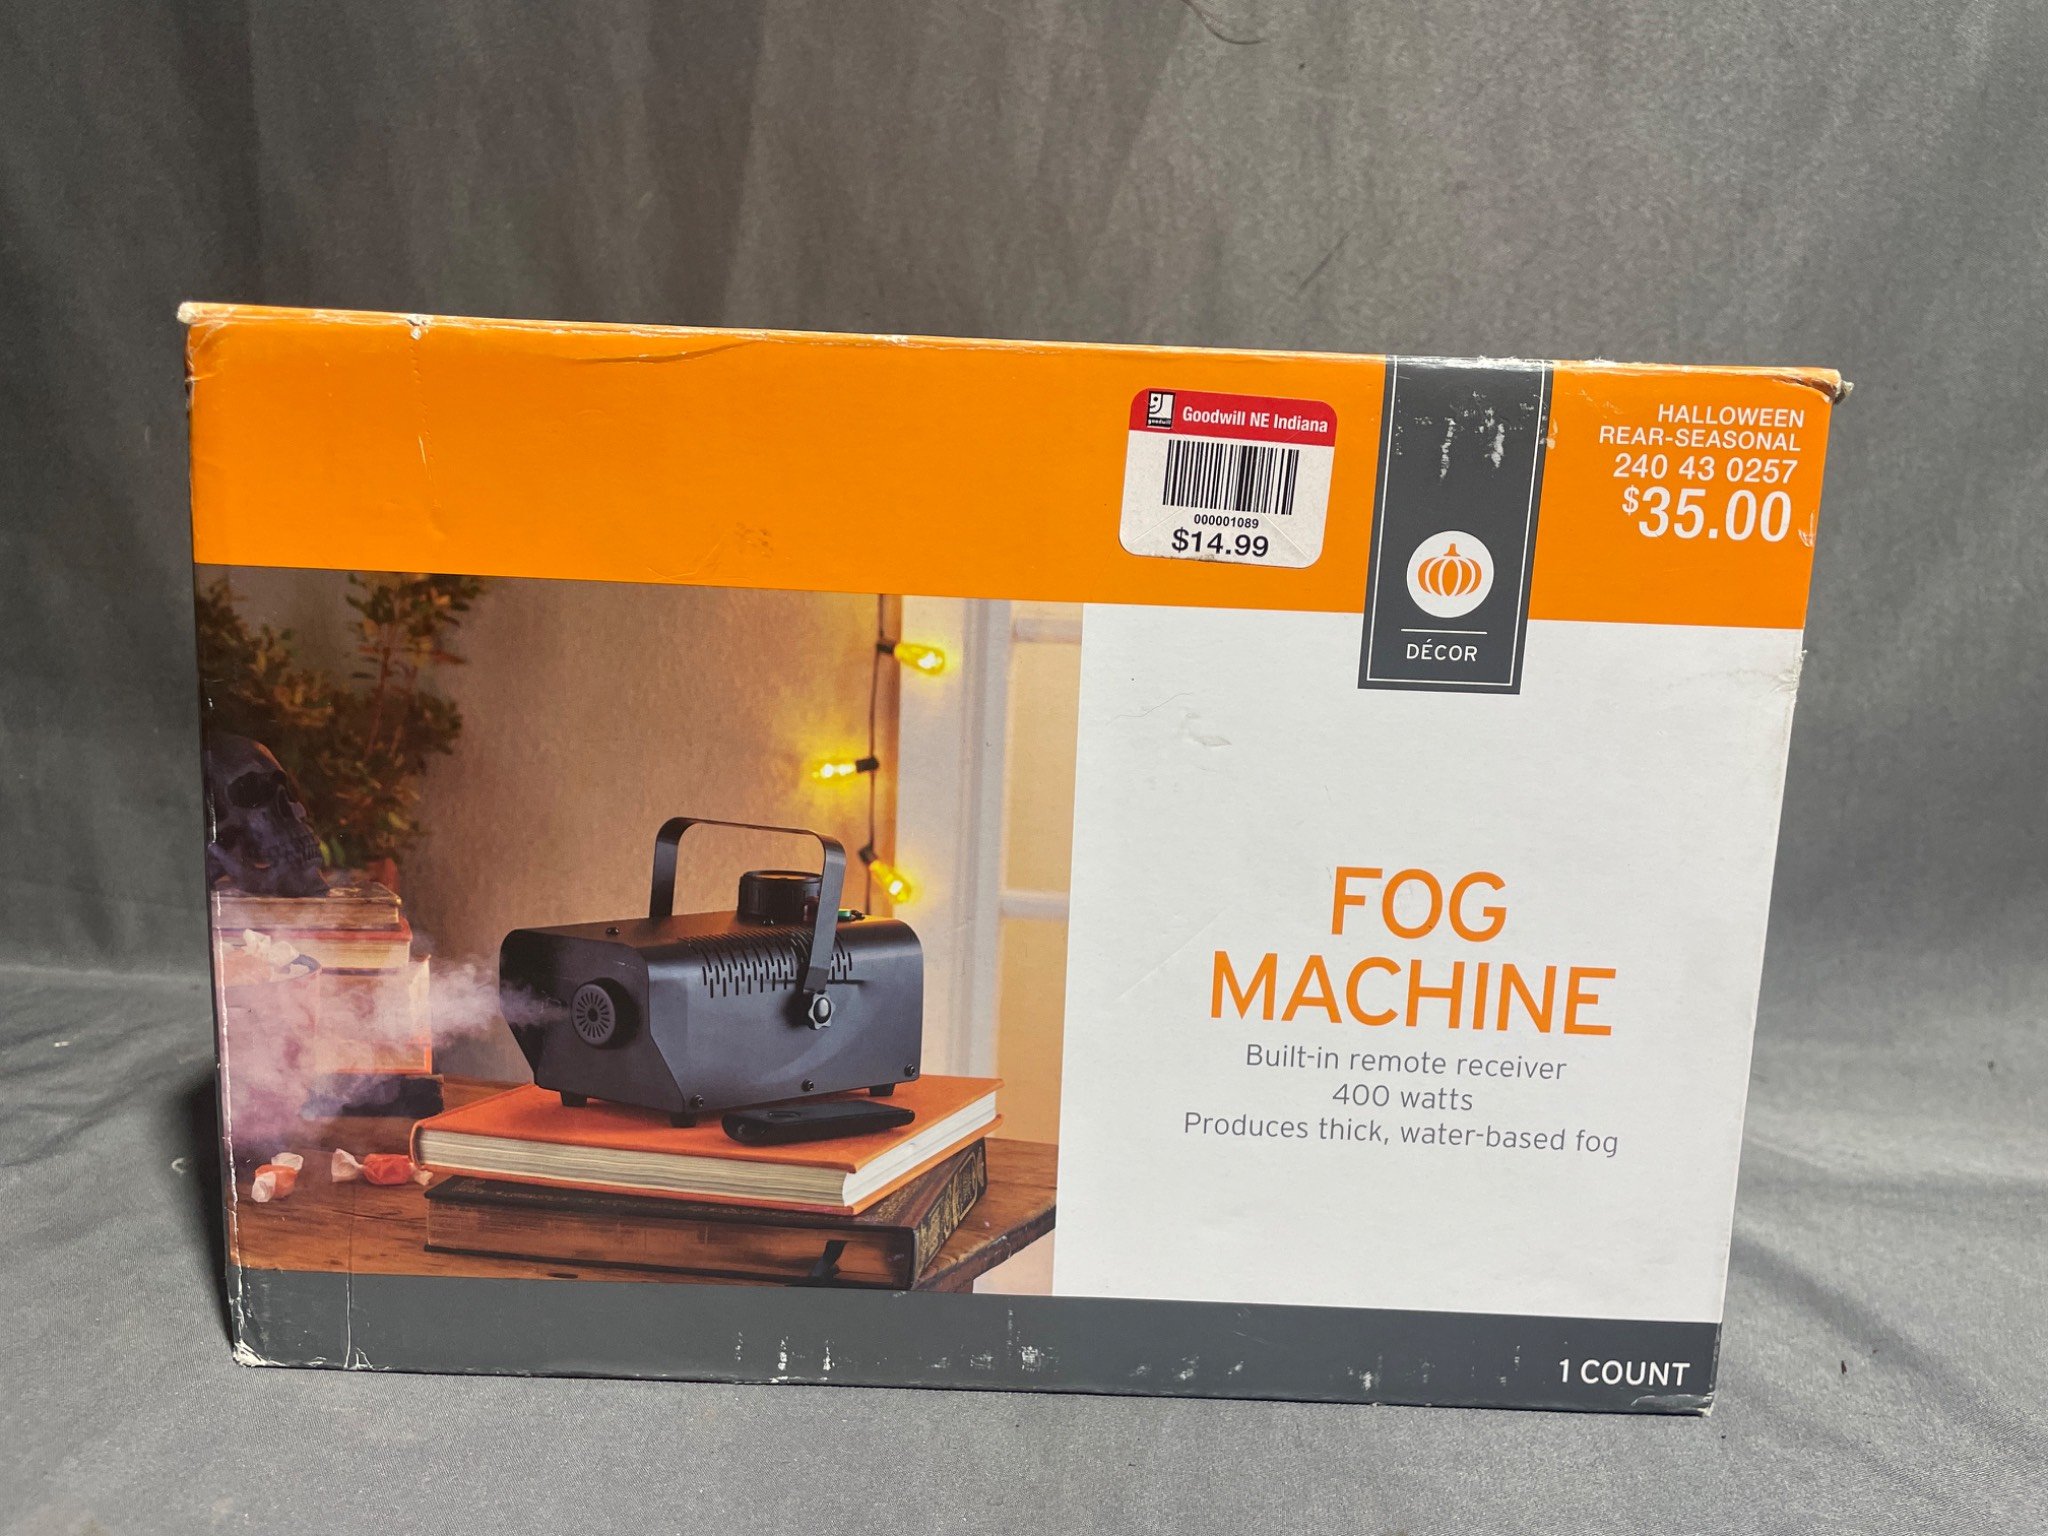 goodwill
Goodwill NE Indiana
000001089
$14.99
HALLOWEEN
REAR-SEASONAL
240 43 0257
$35.00
DÉCOR
FOG
MACHINE
Built-in remote receiver
400 watts
Produces thick, water-based fog
1 COUNT